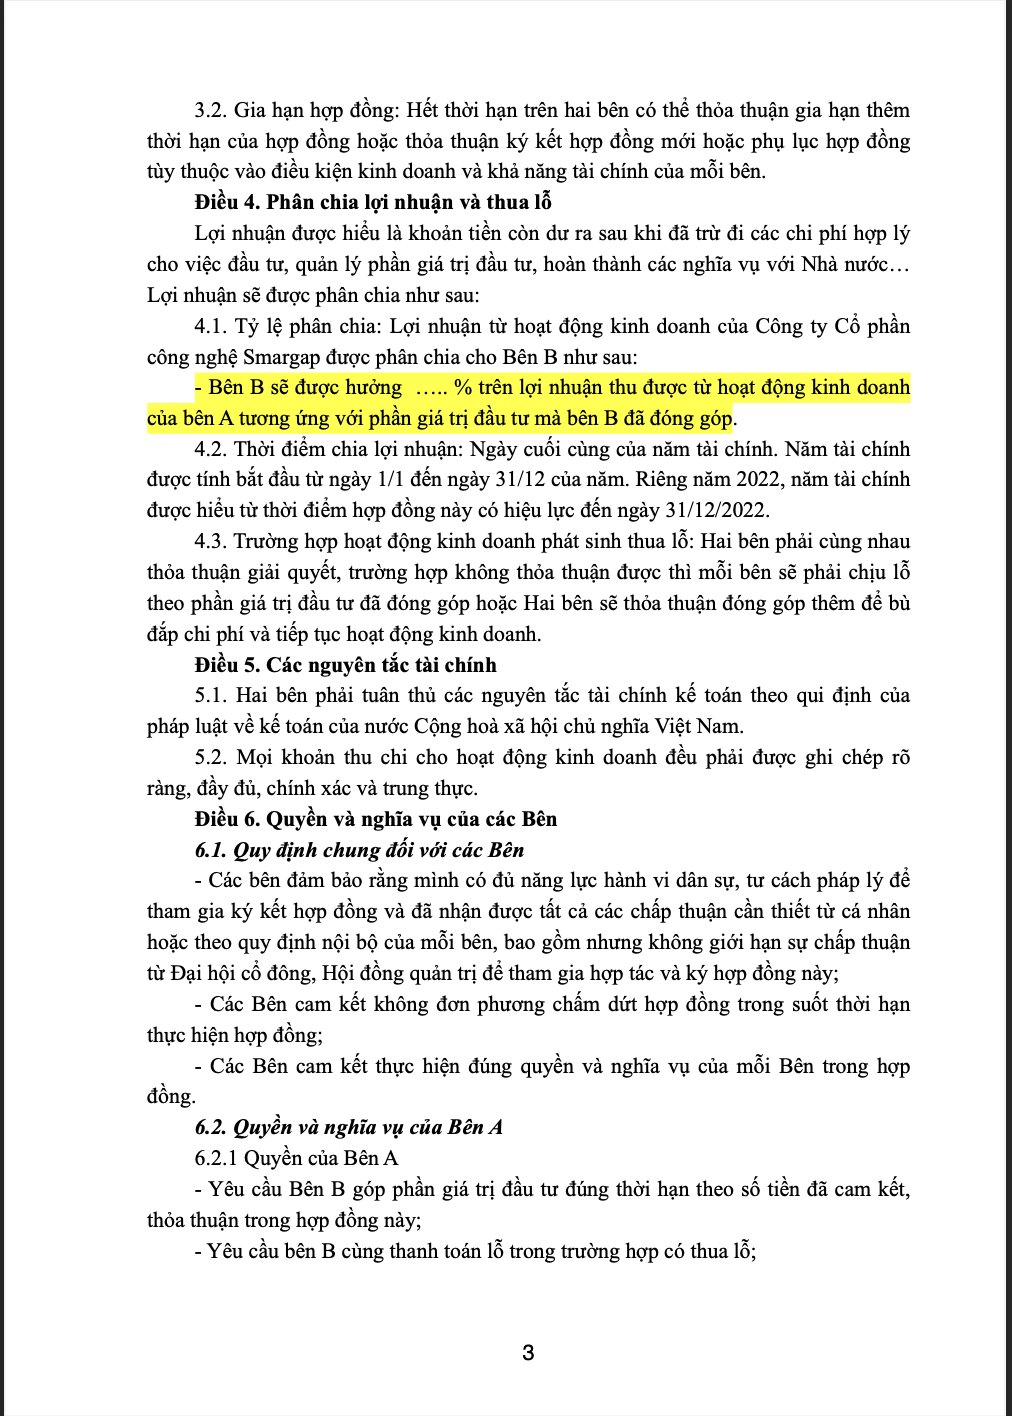 3.2. Gia hạn hợp đồng: Hết thời hạn trên hai bên có thể thỏa thuận gia hạn thêm
thời hạn của hợp đồng hoặc thỏa thuận ký kết hợp đồng mới hoặc phụ lục hợp đồng
tùy thuộc vào điều kiện kinh doanh và khả năng tài chính của mỗi bên.
Điều 4. Phân chia lợi nhuận và thua lỗ
Lợi nhuận được hiểu là khoản tiền còn dư ra sau khi đã trừ đi các chi phí hợp lý
cho việc đầu tư, quản lý phần giá trị đầu tư, hoàn thành các nghĩa vụ với Nhà nước…
Lợi nhuận sẽ được phân chia như sau:
4.1. Tỷ lệ phân chia: Lợi nhuận từ hoạt động kinh doanh của Công ty Cổ phần
công nghệ Smargap được phân chia cho Bên B như sau:
- Bên B sẽ được hưởng ….. % trên lợi nhuận thu được từ hoạt động kinh doanh
của bên A tương ứng với phần giá trị đầu tư mà bên B đã đóng góp.
4.2. Thời điểm chia lợi nhuận: Ngày cuối cùng của năm tài chính. Năm tài chính
được tính bắt đầu từ ngày 1/1 đến ngày 31/12 của năm. Riêng năm 2022, năm tài chính
được hiểu từ thời điểm hợp đồng này có hiệu lực đến ngày 31/12/2022.
4.3. Trường hợp hoạt động kinh doanh phát sinh thua lỗ: Hai bên phải cùng nhau
thỏa thuận giải quyết, trường hợp không thỏa thuận được thì mỗi bên sẽ phải chịu lỗ
theo phần giá trị đầu tư đã đóng góp hoặc Hai bên sẽ thỏa thuận đóng góp thêm để bù
đắp chi phí và tiếp tục hoạt động kinh doanh.
Điều 5. Các nguyên tắc tài chính
5.1. Hai bên phải tuân thủ các nguyên tắc tài chính kế toán theo qui định của
pháp luật về kế toán của nước Cộng hoà xã hội chủ nghĩa Việt Nam.
5.2. Mọi khoản thu chi cho hoạt động kinh doanh đều phải được ghi chép rõ
ràng, đầy đủ, chính xác và trung thực.
Điều 6. Quyền và nghĩa vụ của các Bên
6.1. Quy định chung đối với các Bên
- Các bên đảm bảo rằng mình có đủ năng lực hành vi dân sự, tư cách pháp lý để
tham gia ký kết hợp đồng và đã nhận được tất cả các chấp thuận cần thiết từ cá nhân
hoặc theo quy định nội bộ của mỗi bên, bao gồm nhưng không giới hạn sự chấp thuận
từ Đại hội cổ đông, Hội đồng quản trị để tham gia hợp tác và ký hợp đồng này;
- Các Bên cam kết không đơn phương chấm dứt hợp đồng trong suốt thời hạn
thực hiện hợp đồng;
- Các Bên cam kết thực hiện đúng quyền và nghĩa vụ của mỗi Bên trong hợp
đồng.
6.2. Quyền và nghĩa vụ của Bên A
6.2.1 Quyền của Bên A
- Yêu cầu Bên B góp phần giá trị đầu tư đúng thời hạn theo số tiền đã cam kết,
thỏa thuận trong hợp đồng này;
- Yêu cầu bên B cùng thanh toán lỗ trong trường hợp có thua lỗ;
3